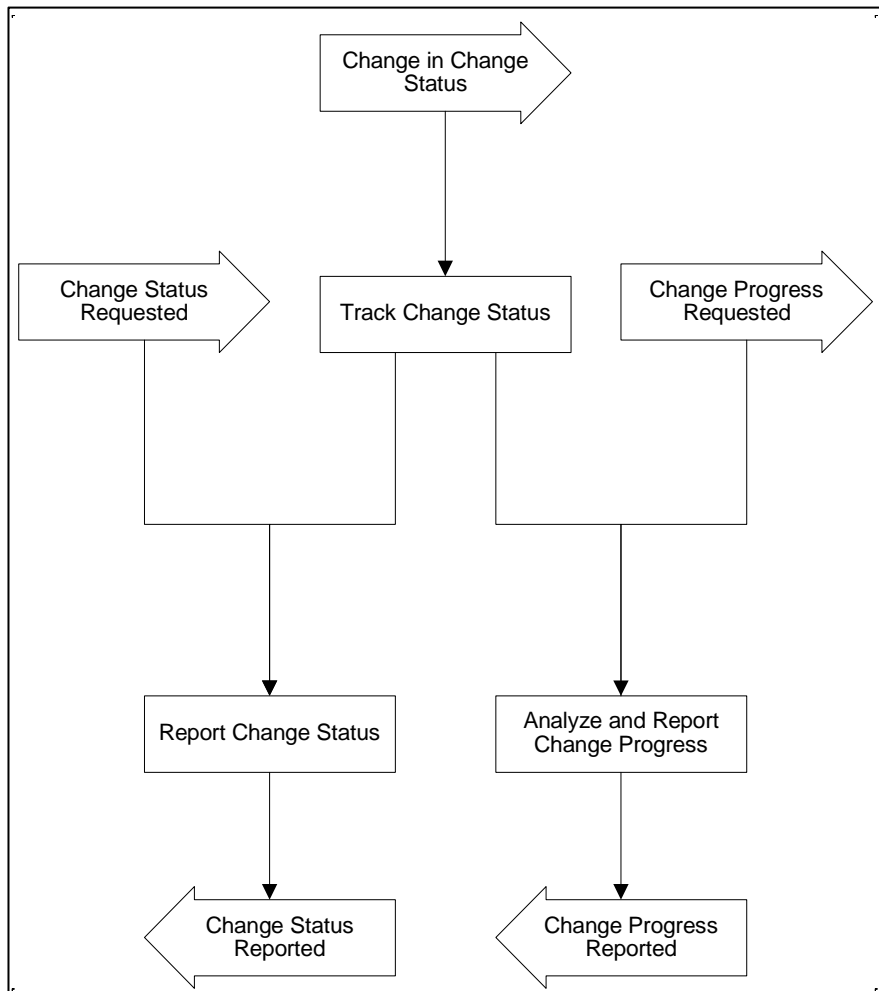 Change in Change
Status
Change Status
Requested
Track Change Status
Change Progress
Requested
Report Change Status
Analyze and Report
Change Progress
Change Status
Reported
Change Progress
Reported